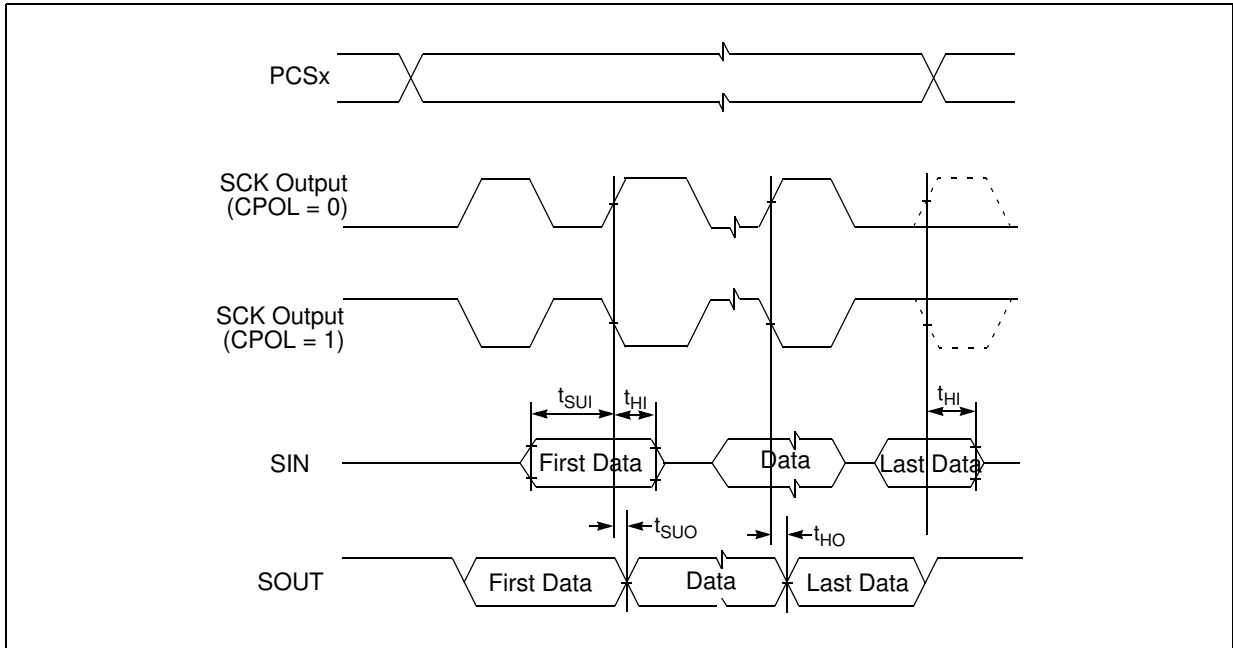 PCSx
SCK Output
(CPOL = 0)
SCK Output
(CPOL = 1)
tSUI
tHI
tHI
SIN
First Data
Data
Last Data
tSUO
tHO
SOUT
First Data
Data
Last Data